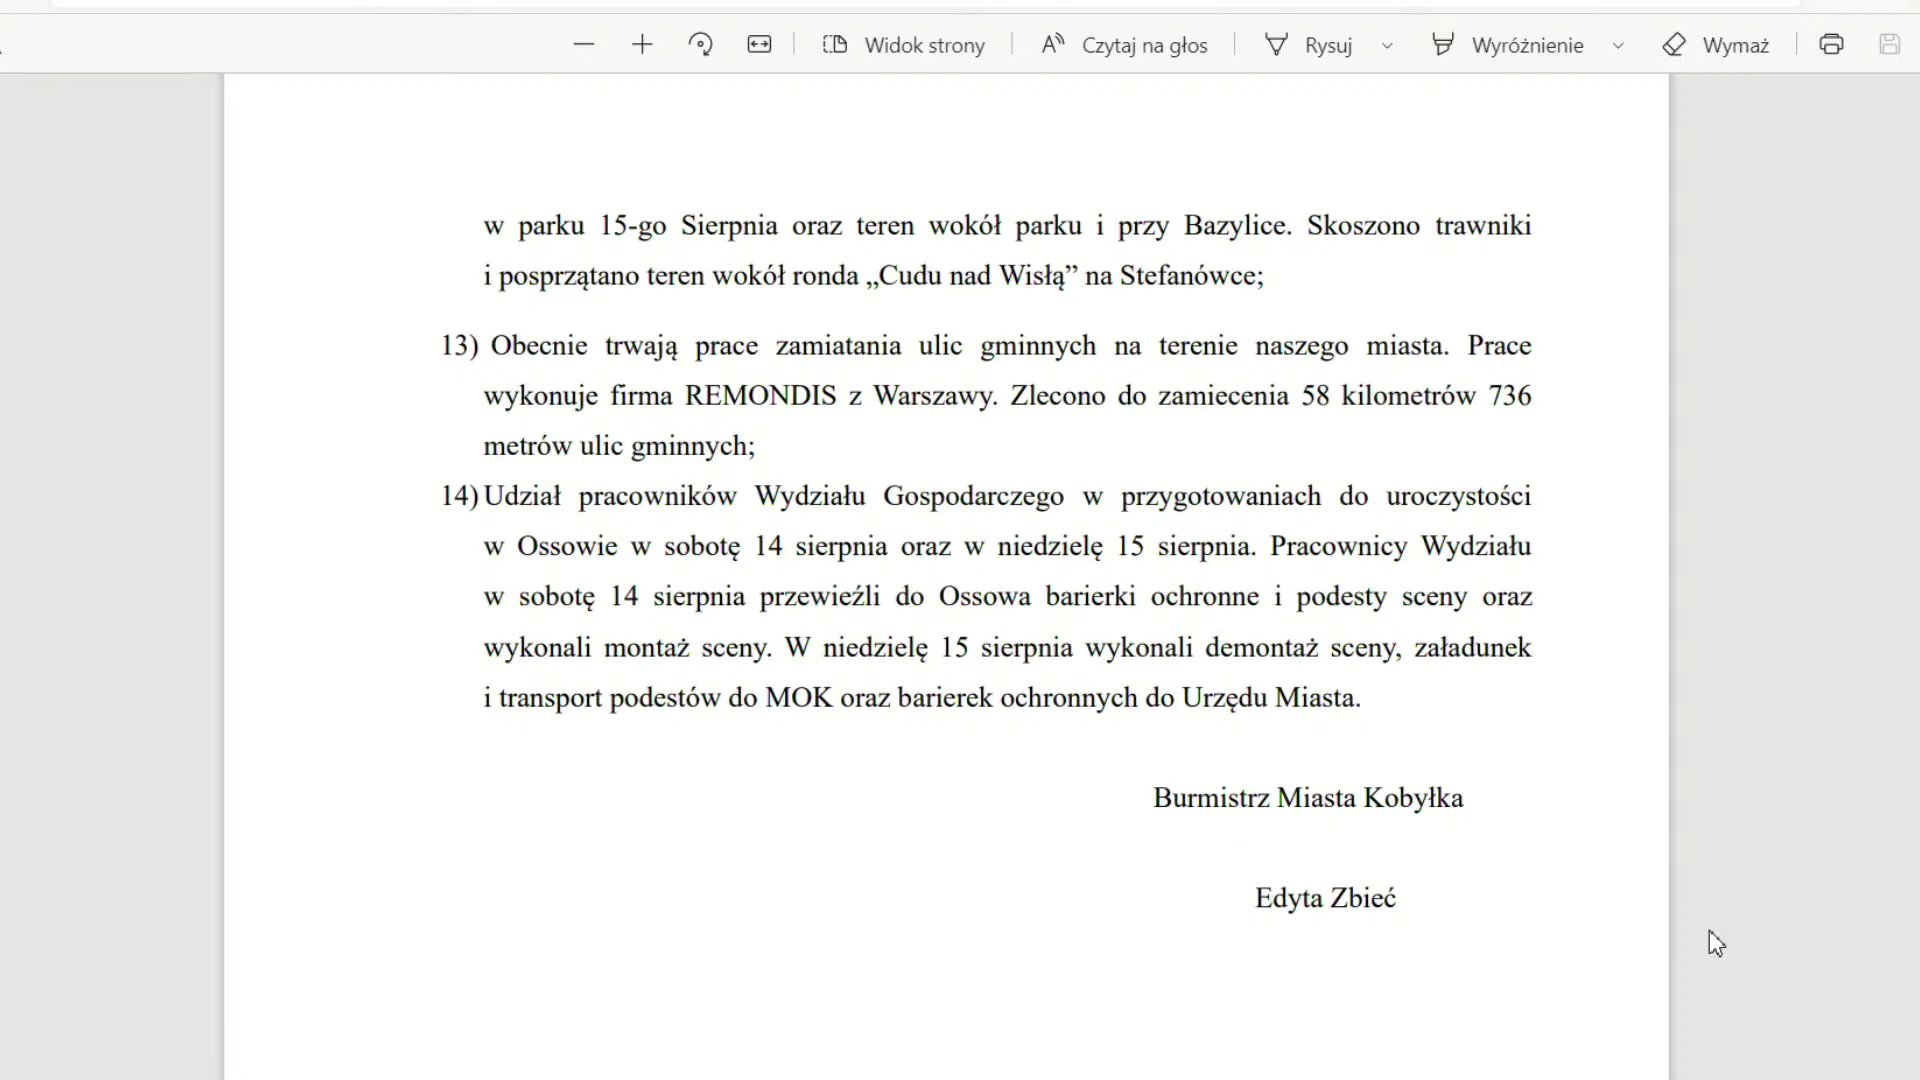 Widok strony
Czytaj na głos
Rysuj
Wyróżnienie
Wymaż
w parku 15-go Sierpnia oraz teren wokół parku i przy Bazylice. Skoszono trawniki
i posprzątano teren wokół ronda „Cudu nad Wisłą” na Stefanówce;
13) Obecnie trwają prace zamiatania ulic gminnych na terenie naszego miasta. Prace
wykonuje firma REMONDIS z Warszawy. Zlecono do zamiecenia 58 kilometrów 736
metrów ulic gminnych;
14) Udział pracowników Wydziału Gospodarczego w przygotowaniach do uroczystości
w Ossowie w sobotę 14 sierpnia oraz w niedzielę 15 sierpnia. Pracownicy Wydziału
w sobotę 14 sierpnia przewieźli do Ossowa barierki ochronne i podesty sceny oraz
wykonali montaż sceny. W niedzielę 15 sierpnia wykonali demontaż sceny, załadunek
i transport podestów do MOK oraz barierek ochronnych do Urzędu Miasta.
Burmistrz Miasta Kobyłka
Edyta Zbieć